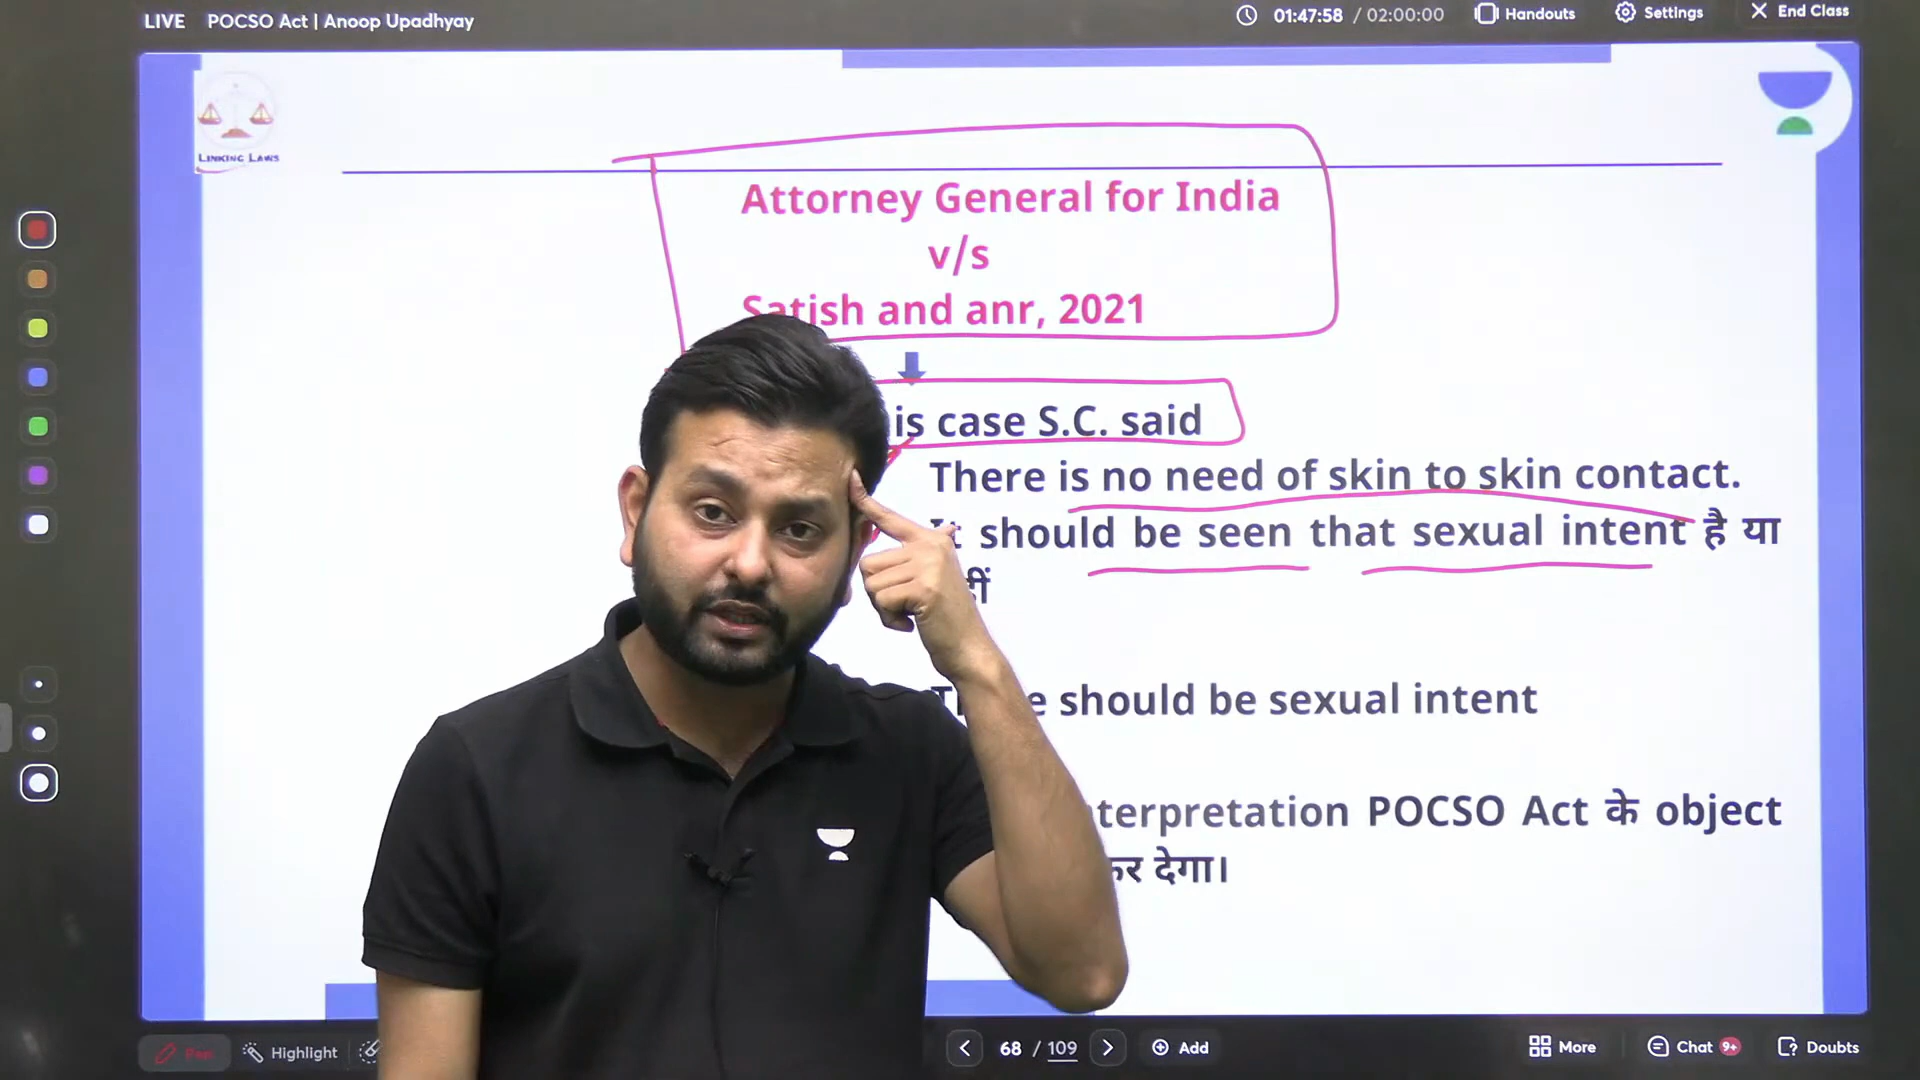 LIVE POCSO Act | Anoop Upadhyay
01:47:58 / 02:00:00 Handouts Settings End Class
LINKING LAWS
Attorney General for India
v/s
Satish and anr, 2021
is case S.C. said
There is no need of skin to skin contact.
It should be seen that sexual intent है या
should be sexual intent
terpretation POCSO Act के object
कर देगा।
Pen Highlight
68 / 109 Add
More Chat 9+ Doubts